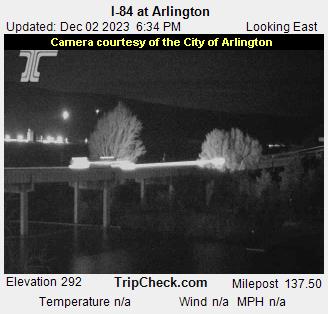 I-84 at Arlington
Updated: Dec 02 2023 6:34 PM Looking East
Camera courtesy of the City of Arlington
Elevation 292 TripCheck.com Milepost 137.50
Temperature n/a Wind n/a MPH n/a